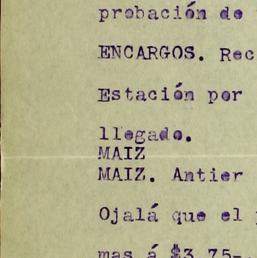 probación de
ENCARGOS. Rec
Estación por
llegado.
MAIZ
MAIZ. Antier
Ojalá que el
mas á $3.75-.